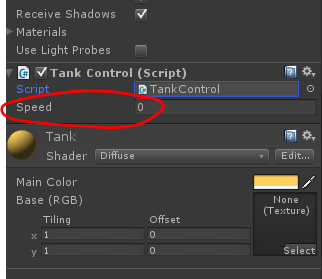 Receive Shadows
Materials
Use Light Probes
Tank Control (Script)
Script TankControl
Speed 0
Tank
Shader Diffuse Edit...
Main Color
Base (RGB)
None
(Texture)
Tiling Offset
x 1 0
y 1 0
Select